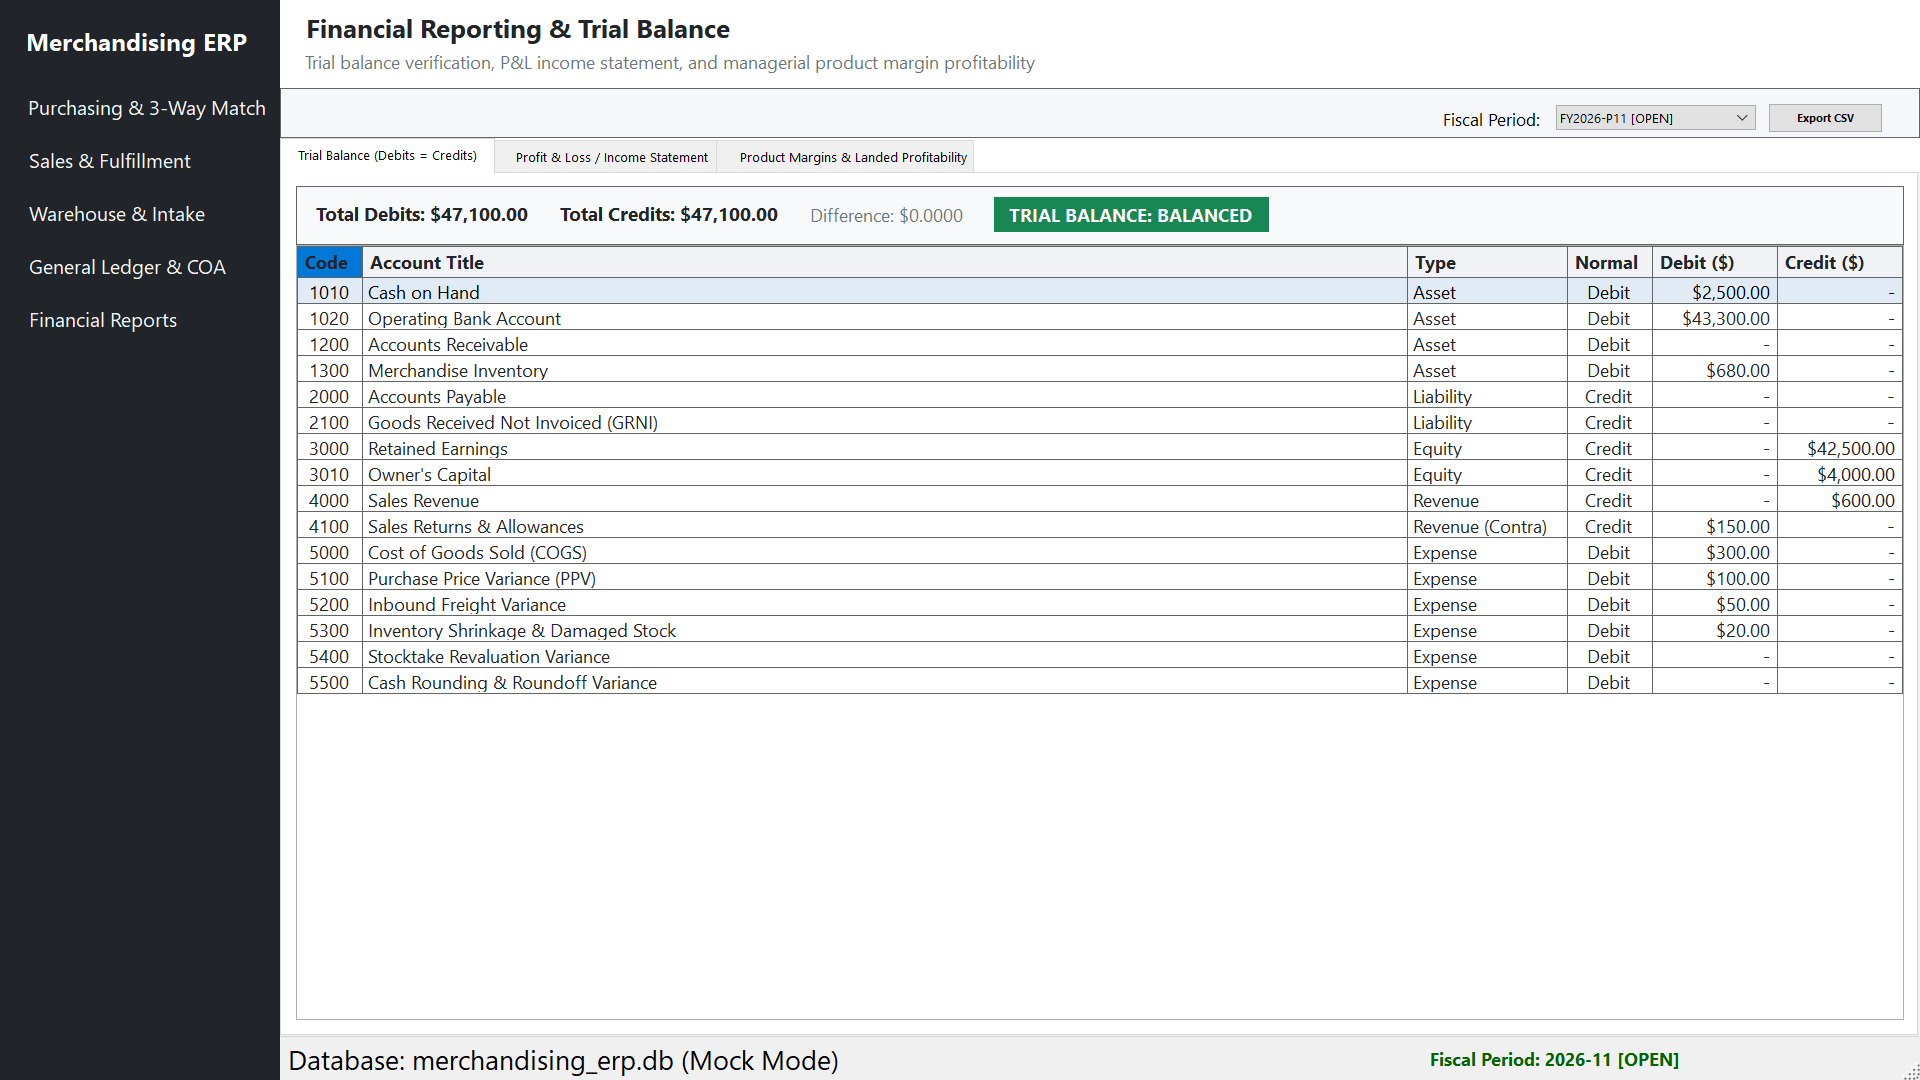 Merchandising ERP
Purchasing & 3-Way Match
Sales & Fulfillment
Warehouse & Intake
General Ledger & COA
Financial Reports
Financial Reporting & Trial Balance
Trial balance verification, P&L income statement, and managerial product margin profitability
Fiscal Period: FY2026-P11 [OPEN] Export CSV
Trial Balance (Debits = Credits) Profit & Loss / Income Statement Product Margins & Landed Profitability
Total Debits: $47,100.00 Total Credits: $47,100.00 Difference: $0.0000 TRIAL BALANCE: BALANCED
Code Account Title Type Normal Debit ($) Credit ($)
1010 Cash on Hand Asset Debit $2,500.00 -
1020 Operating Bank Account Asset Debit $43,300.00 -
1200 Accounts Receivable Asset Debit - -
1300 Merchandise Inventory Asset Debit $680.00 -
2000 Accounts Payable Liability Credit - -
2100 Goods Received Not Invoiced (GRNI) Liability Credit - -
3000 Retained Earnings Equity Credit - $42,500.00
3010 Owner's Capital Equity Credit - $4,000.00
4000 Sales Revenue Revenue Credit - $600.00
4100 Sales Returns & Allowances Revenue (Contra) Credit $150.00 -
5000 Cost of Goods Sold (COGS) Expense Debit $300.00 -
5100 Purchase Price Variance (PPV) Expense Debit $100.00 -
5200 Inbound Freight Variance Expense Debit $50.00 -
5300 Inventory Shrinkage & Damaged Stock Expense Debit $20.00 -
5400 Stocktake Revaluation Variance Expense Debit - -
5500 Cash Rounding & Roundoff Variance Expense Debit - -
Database: merchandising_erp.db (Mock Mode) Fiscal Period: 2026-11 [OPEN]